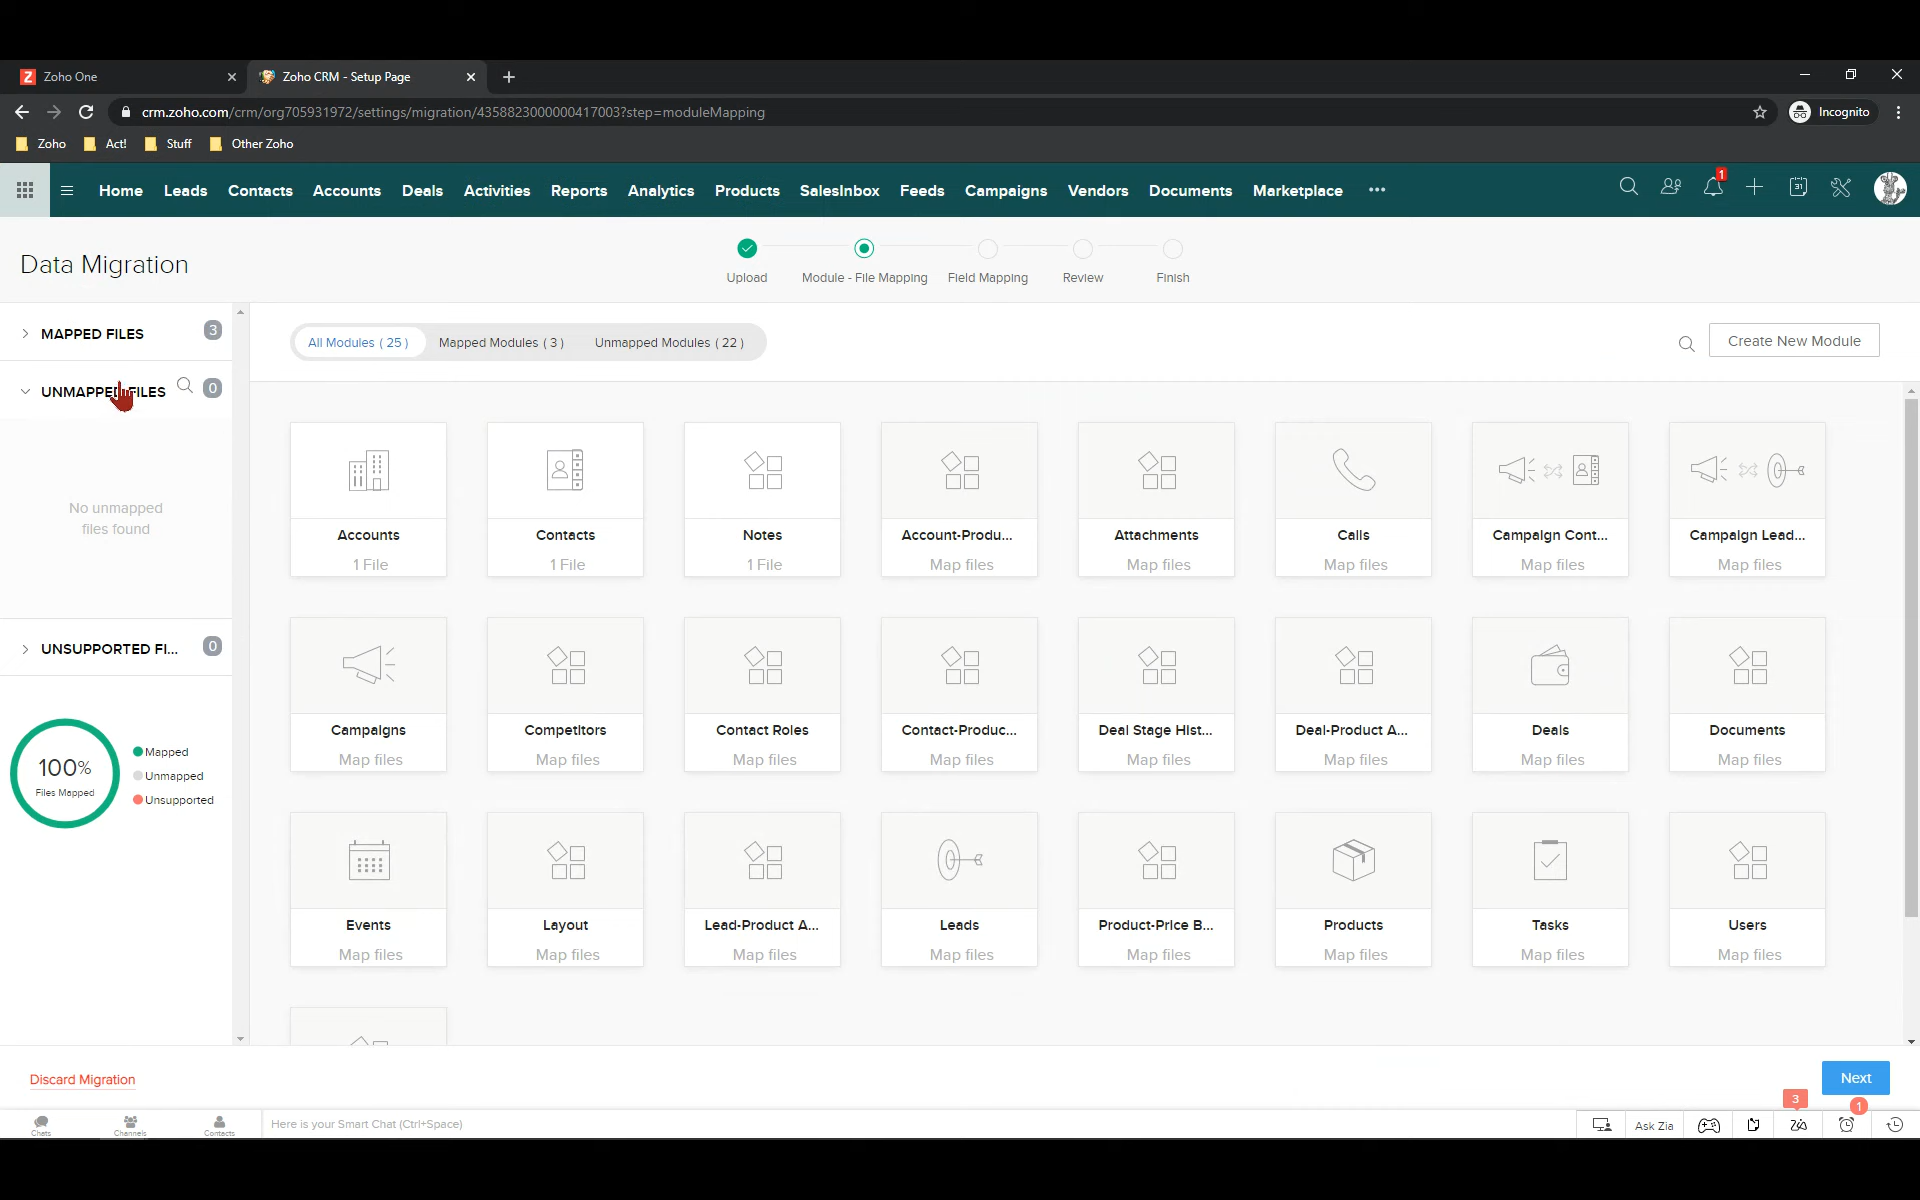 Zoho One
Zoho CRM - Setup Page
crm.zoho.com/crm/org705931972/settings/migration/4358823000000417003?step=moduleMapping
Incognito
Zoho Act! Stuff Other Zoho
Home Leads Contacts Accounts Deals Activities Reports Analytics Products SalesInbox Feeds Campaigns Vendors Documents Marketplace •••
1
31
Data Migration
Upload
Module - File Mapping
Field Mapping
Review
Finish
MAPPED FILES 3
UNMAPPED FILES 0
No unmapped
files found
UNSUPPORTED FI... 0
100%
Files Mapped
Mapped
Unmapped
Unsupported
All Modules ( 25 ) Mapped Modules ( 3 ) Unmapped Modules ( 22 )
Create New Module
Accounts
1 File
Contacts
1 File
Notes
1 File
Account-Produ...
Map files
Attachments
Map files
Calls
Map files
Campaign Cont...
Map files
Campaign Lead...
Map files
Campaigns
Map files
Competitors
Map files
Contact Roles
Map files
Contact-Produc...
Map files
Deal Stage Hist...
Map files
Deal-Product A...
Map files
Deals
Map files
Documents
Map files
Events
Map files
Layout
Map files
Lead-Product A...
Map files
Leads
Map files
Product-Price B...
Map files
Products
Map files
Tasks
Map files
Users
Map files
Discard Migration
Next
3
1
Chats
Channels
Contacts
Here is your Smart Chat (Ctrl+Space)
Ask Zia